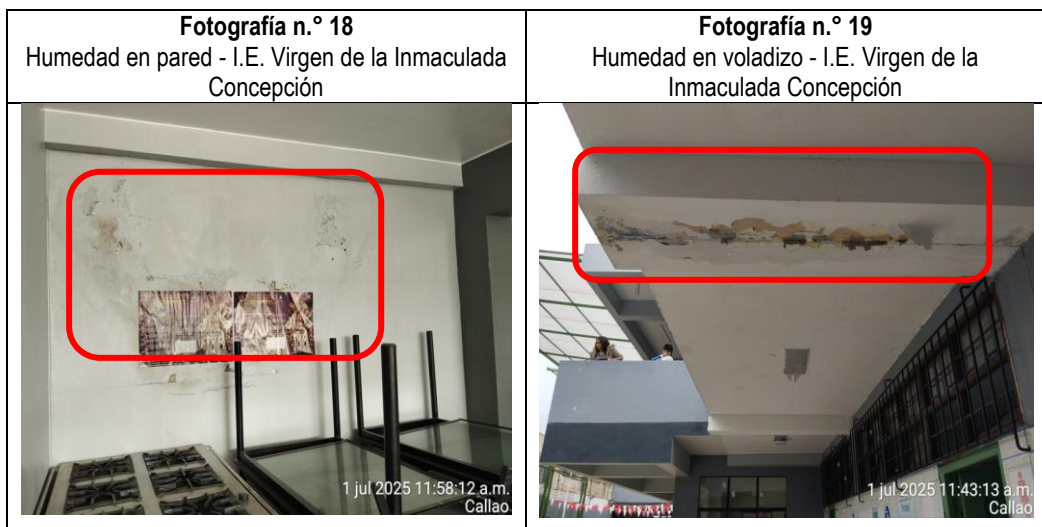 Fotografía n.° 18
Humedad en pared - I.E. Virgen de la Inmaculada
Concepción
Fotografía n.° 19
Humedad en voladizo - I.E. Virgen de la
Inmaculada Concepción
1 jul 2025 11:58:12 a.m.
Callao
1 jul 2025 11:43:13 a.m.
Callao